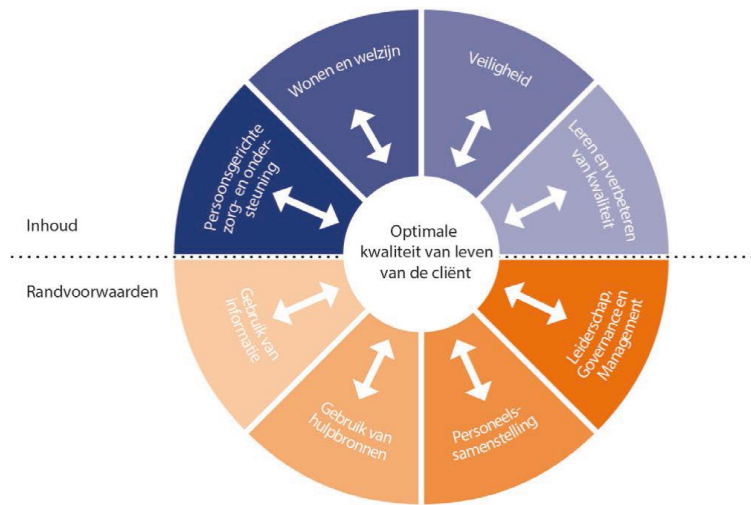 Wonen en welzijn
Veiligheid
Persoonsgerichte
zorg- en onder-
steuning
Leren en verbeteren
van kwaliteit
Inhoud
Optimale
kwaliteit van leven
van de cliënt
Randvoorwaarden
Gebruik van
informatie
Leiderschap,
Governance en
Management
Gebruik van
hulpbronnen
Personeels-
samenstelling